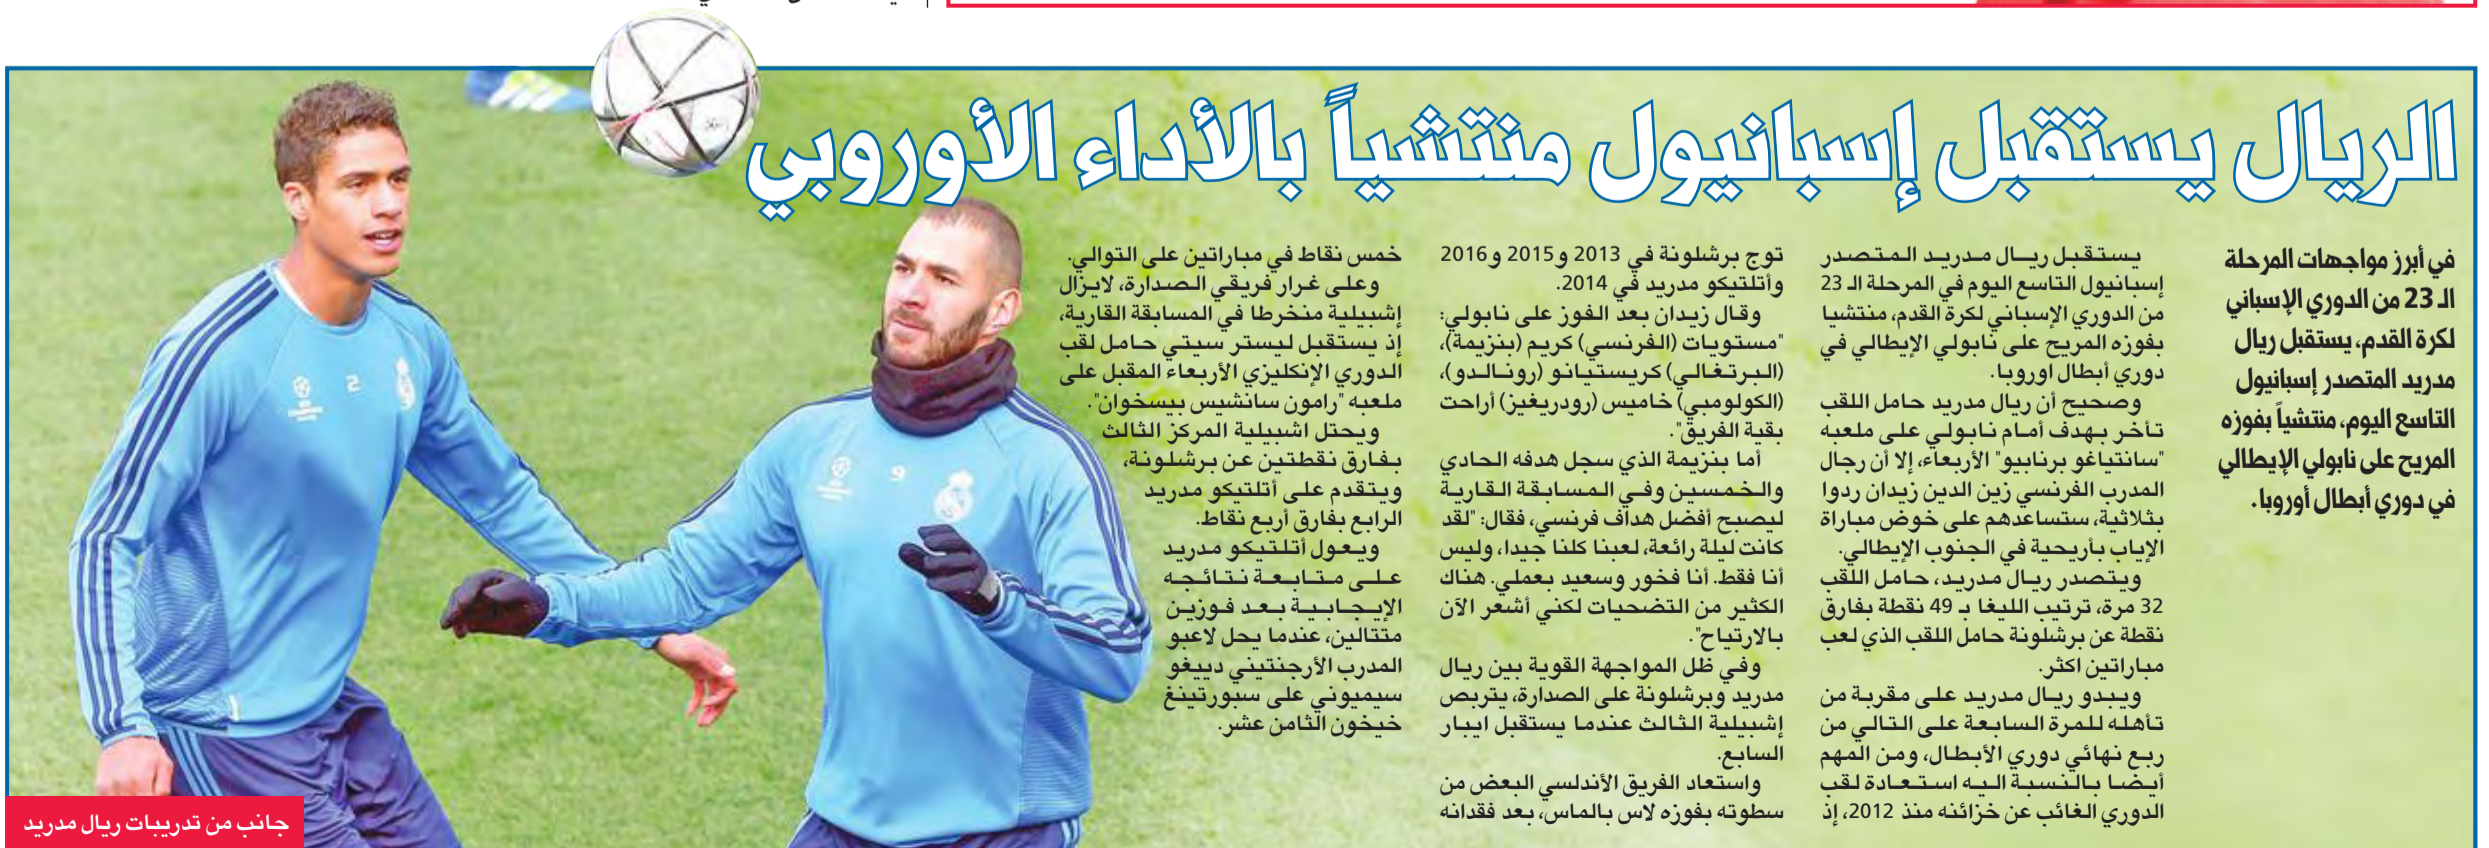 الريال يستقبل إسبانيول منتشياً بالأداء الأوروبي
في أبرز مواجهات المرحلة
الـ 23 من الدوري الإسباني
لكرة القدم، يستقبل ريال
مدريد المتصدر إسبانيول
التاسع اليوم، منتشياً بفوزه
المريح على نابولي الإيطالي
في دوري أبطال أوروبا.
يستقبل ريال مدريد المتصدر
إسبانيول التاسع اليوم في المرحلة الـ 23
من الدوري الإسباني لكرة القدم، منتشيا
بفوزه المريح على نابولي الإيطالي في
دوري أبطال اوروبا.
وصحيح أن ريال مدريد حامل اللقب
تأخر بهدف أمام نابولي على ملعبه
"سانتياغو برنابيو" الأربعاء، إلا أن رجال
المدرب الفرنسي زين الدين زيدان ردوا
بثلاثية، ستساعدهم على خوض مباراة
الإياب بأريحية في الجنوب الإيطالي.
ويتصدر ريال مدريد، حامل اللقب
32 مرة، ترتيب الليغا بـ 49 نقطة بفارق
نقطة عن برشلونة حامل اللقب الذي لعب
مباراتين اكثر.
ويبدو ريال مدريد على مقربة من
تأهله للمرة السابعة على التالي من
ربع نهائي دوري الأبطال، ومن المهم
أيضا بالنسبة اليه استعادة لقب
الدوري الغائب عن خزائنه منذ 2012، إذ
توج برشلونة في 2013 و2015 و2016
وأتلتيكو مدريد في 2014.
وقال زيدان بعد الفوز على نابولي:
"مستويات (الفرنسي) كريم (بنزيمة)،
(البرتغالي) كريستيانو (رونالدو)،
(الكولومبي) خاميس (رودريغيز) أراحت
بقية الفريق".
أما بنزيمة الذي سجل هدفه الحادي
والخمسين وفي المسابقة القارية
ليصبح أفضل هداف فرنسي، فقال: "لقد
كانت ليلة رائعة، لعبنا كلنا جيدا، وليس
أنا فقط. أنا فخور وسعيد بعملي. هناك
الكثير من التضحيات لكني أشعر الآن
بالارتياح".
وفي ظل المواجهة القوية بين ريال
مدريد وبرشلونة على الصدارة، يتربص
إشبيلية الثالث عندما يستقبل ايبار
السابع.
واستعاد الفريق الأندلسي البعض من
سطوته بفوزه لاس بالماس، بعد فقدانه
خمس نقاط في مباراتين على التوالي.
وعلى غرار فريقي الصدارة، لايزال
إشبيلية منخرطا في المسابقة القارية،
إذ يستقبل ليستر سيتي حامل لقب
الدوري الإنكليزي الأربعاء المقبل على
ملعبه "رامون سانشيس بيسخوان".
ويحتل اشبيلية المركز الثالث
بفارق نقطتين عن برشلونة،
ويتقدم على أتلتيكو مدريد
الرابع بفارق أربع نقاط.
ويعول أتلتيكو مدريد
على متابعة نتائجه
الإيجابية بعد فوزين
متتالين، عندما يحل لاعبو
المدرب الأرجنتيني دييغو
سيميوني على سبورتينغ
خيخون الثامن عشر.
2
9
جانب من تدريبات ريال مدريد